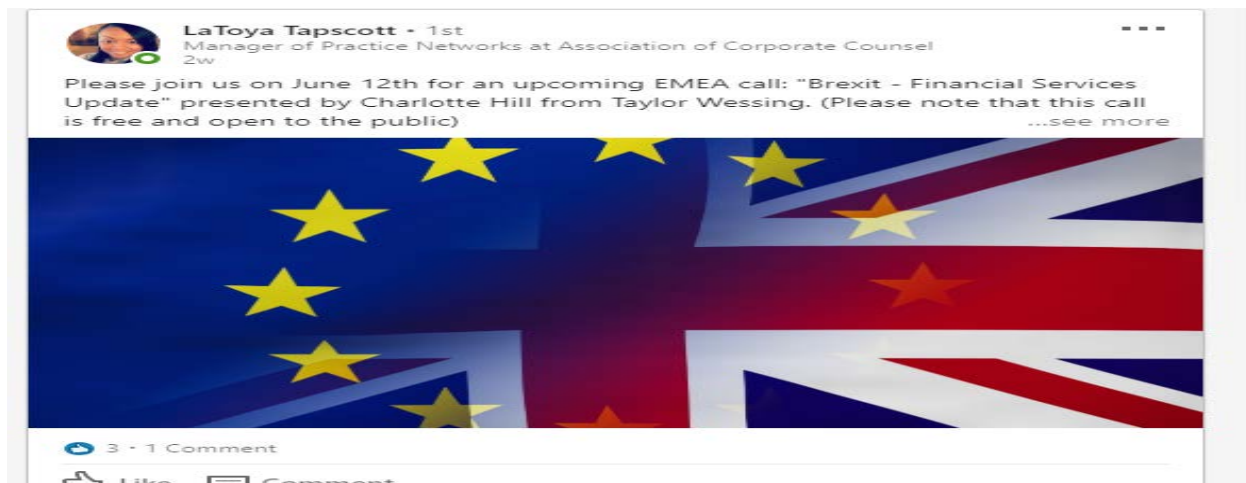 LaToya Tapscott • 1st
Manager of Practice Networks at Association of Corporate Counsel
2w
Please join us on June 12th for an upcoming EMEA call: "Brexit - Financial Services
Update" presented by Charlotte Hill from Taylor Wessing. (Please note that this call
is free and open to the public)
...see more
3 · 1 Comment
Like Comment